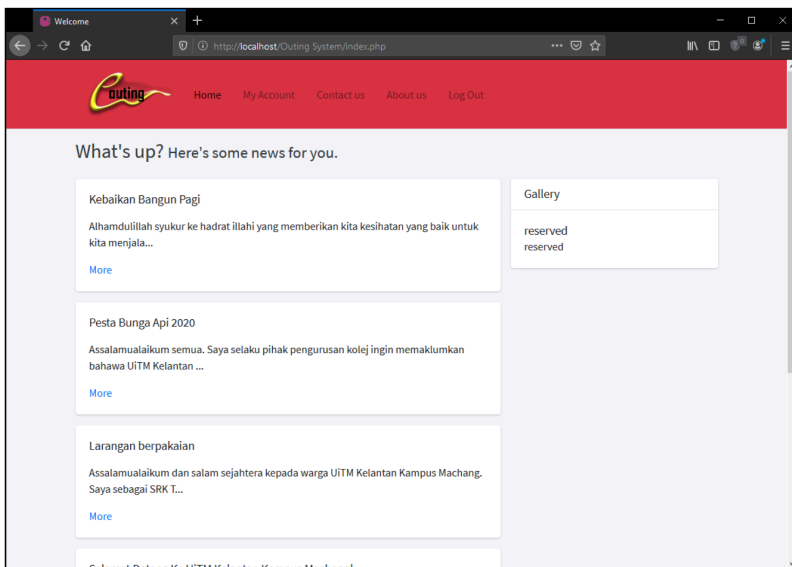 Welcome
http://localhost/Outing System/index.php
outing
Home My Account Contact us About us Log Out
What's up? Here's some news for you.
Kebaikan Bangun Pagi
Alhamdulillah syukur ke hadrat illahi yang memberikan kita kesihatan yang baik untuk
kita menjala...
More
Pesta Bunga Api 2020
Assalamualaikum semua. Saya selaku pihak pengurusan kolej ingin memaklumkan
bahawa UiTM Kelantan ...
More
Larangan berpakaian
Assalamualaikum dan salam sejahtera kepada warga UiTM Kelantan Kampus Machang.
Saya sebagai SRK T...
More
Gallery
reserved
reserved